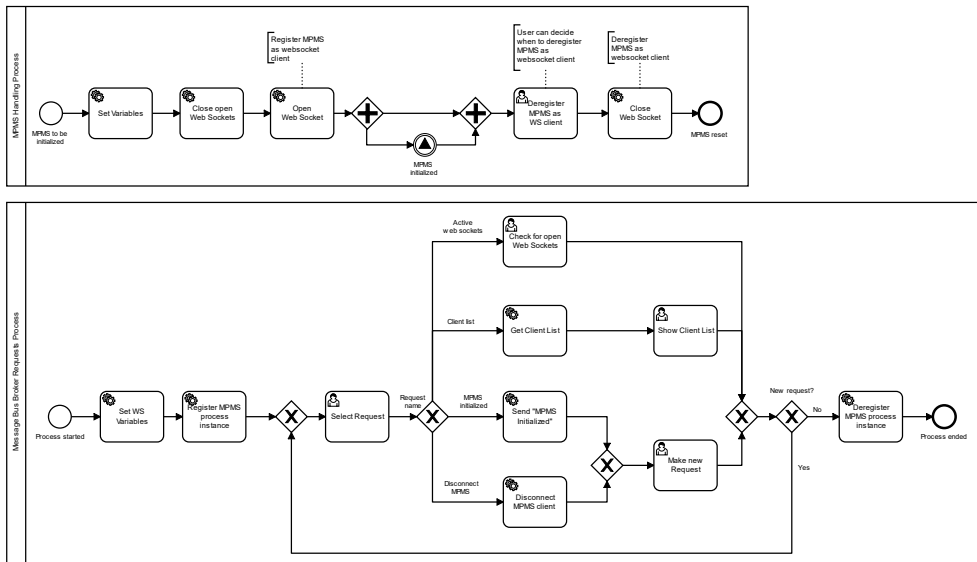 MPMS Handling Process
Register MPMS
as websocket
client
User can decide
when to deregister
MPMS as
websocket client
Deregister
MPMS as
websocket client
MPMS to be
initialized
Set Variables
Close open
Web Sockets
Open
Web Socket
MPMS
initialized
Deregister
MPMS as
WS client
Close
Web Socket
MPMS reset
Message Bus Broker Requests Process
Process started
Set WS
Variables
Register MPMS
process
instance
Select Request
Request
name
Active
web sockets
Check for open
Web Sockets
Client list
Get Client List
Show Client List
MPMS
initialized
Send "MPMS
Initialized"
Disconnect
MPMS
Disconnect
MPMS client
Make new
Request
New request?
No
Yes
Deregister
MPMS process
instance
Process ended